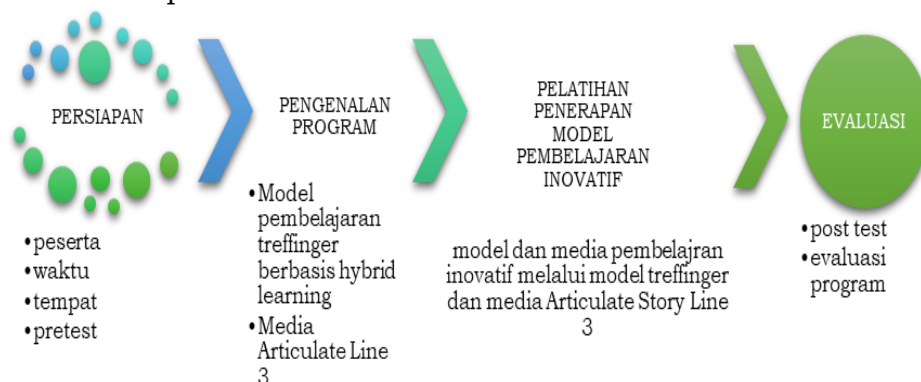 PERSIAPAN
•peserta
•waktu
•tempat
•pretest
PENGENALAN
PROGRAM
•Model
pembelajaran
treffinger
berbasis hybrid
learning
•Media
Articulate Line
3
PELATIHAN
PENERAPAN
MODEL
PEMBELAJARAN
INOVATIF
model dan media pembelajran
inovatif melalui model treffinger
dan media Articulate Story Line
3
EVALUASI
•post test
•evaluasi
program